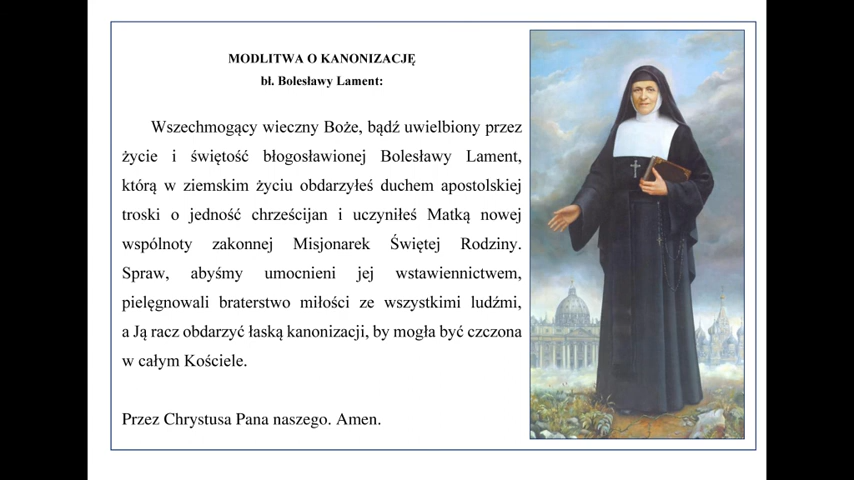 MODLITWA O KANONIZACJĘ
bł. Bolesławy Lament:
Wszechmogący wieczny Boże, bądź uwielbiony przez
życie i świętość błogosławionej Bolesławy Lament,
którą w ziemskim życiu obdarzyłeś duchem apostolskiej
troski o jedność chrześcijan i uczyniłeś Matką nowej
wspólnoty zakonnej Misjonarek Świętej Rodziny.
Spraw, abyśmy umocnieni jej wstawiennictwem,
pielęgnowali braterstwo miłości ze wszystkimi ludźmi,
a Ją racz obdarzyć łaską kanonizacji, by mogła być czczona
w całym Kościele.
Przez Chrystusa Pana naszego. Amen.